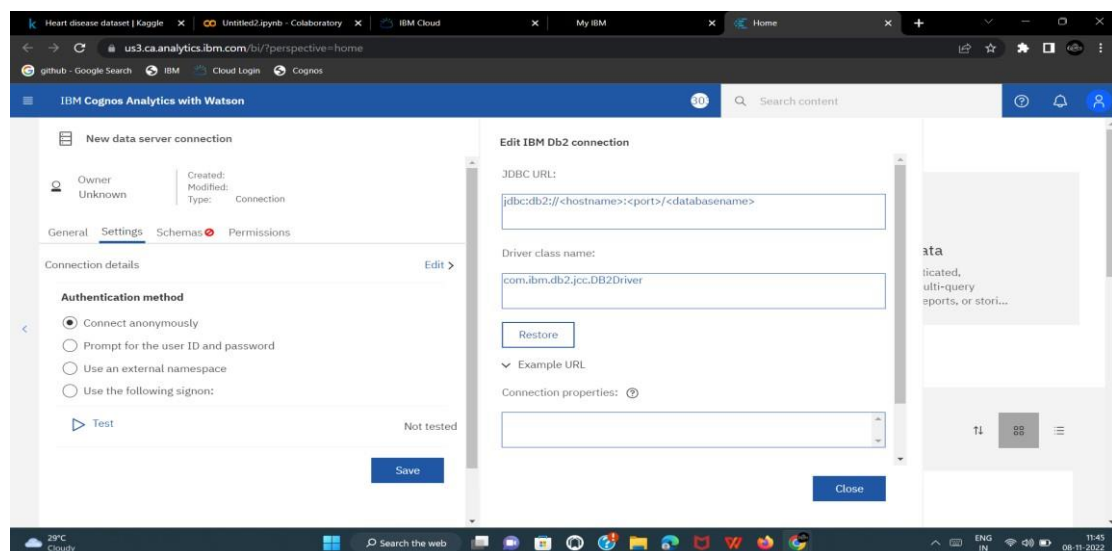 Heart disease dataset | Kaggle
Untitled2.ipynb - Colaboratory
IBM Cloud
My IBM
Home
us3.ca.analytics.ibm.com/bi/?perspective=home
github - Google Search
IBM
Cloud Login
Cognos
IBM Cognos Analytics with Watson
30
Search content
New data server connection
Owner
Unknown
Created:
Modified:
Type: Connection
General Settings Schemas Permissions
Connection details
Edit >
Authentication method
Connect anonymously
Prompt for the user ID and password
Use an external namespace
Use the following signon:
Test
Not tested
Save
Edit IBM Db2 connection
JDBC URL:
jdbc:db2://<hostname>:<port>/<databasename>
Driver class name:
com.ibm.db2.jcc.DB2Driver
Restore
Example URL
Connection properties:
Close
ata
ticated,
ulti-query
eports, or stori...
29°C
Cloudy
Search the web
ENG
IN
11:45
08-11-2022